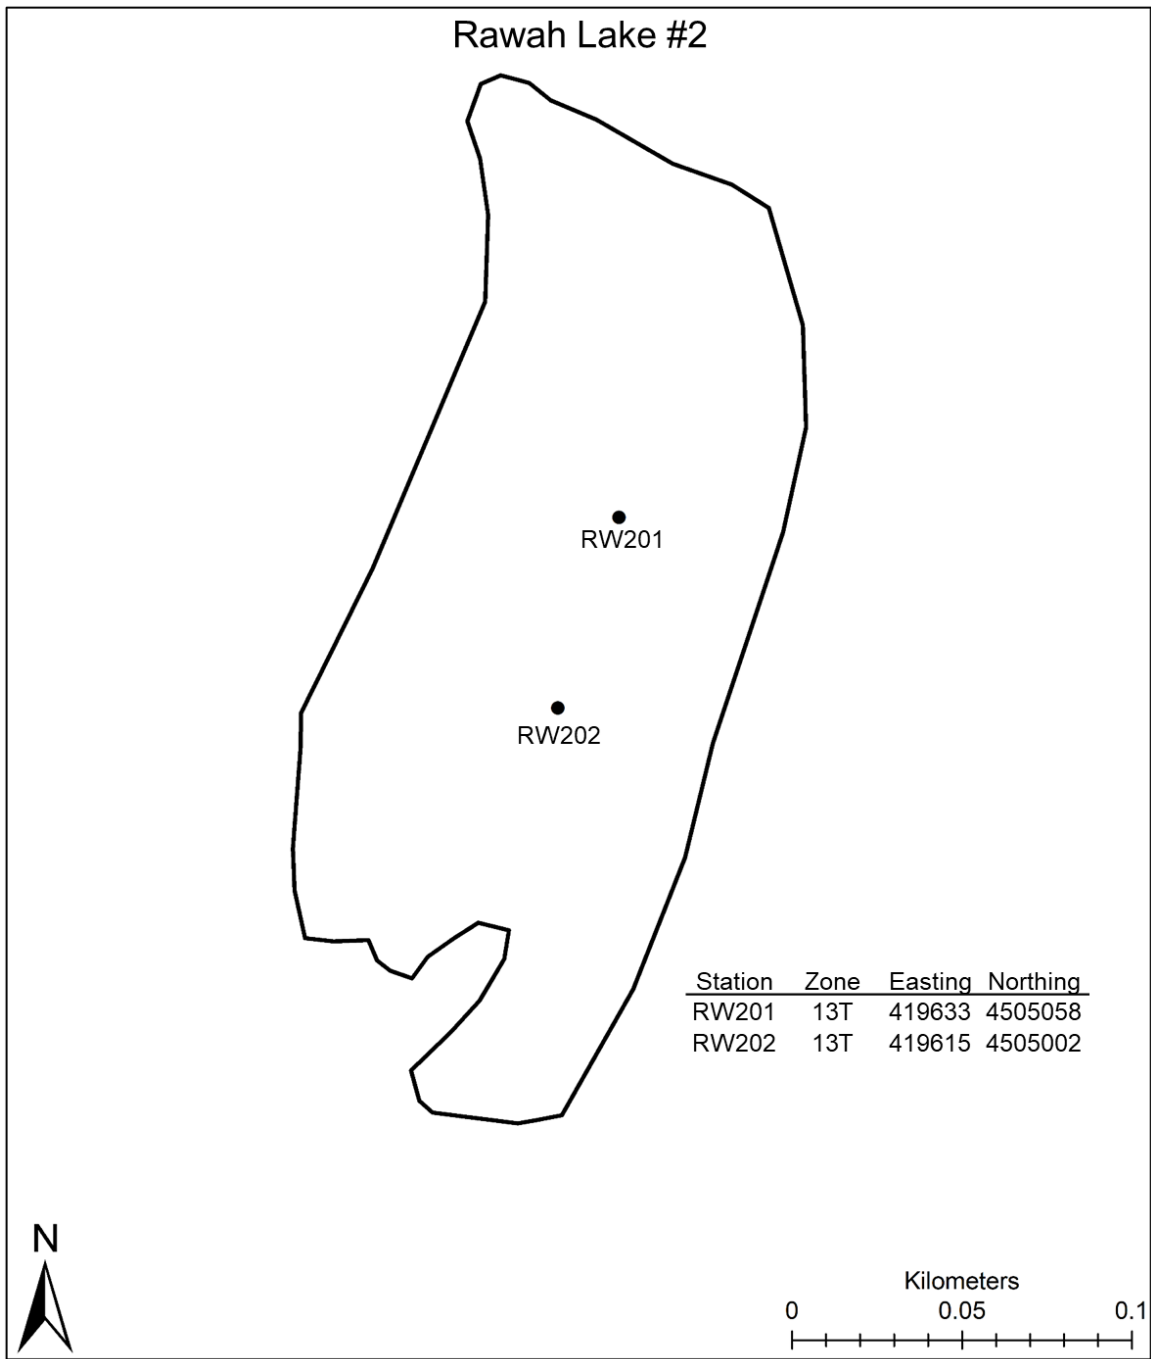 Rawah Lake #2
RW201
RW202
Station Zone Easting Northing
RW201 13T 419633 4505058
RW202 13T 419615 4505002
N
Kilometers
0 0.05 0.1